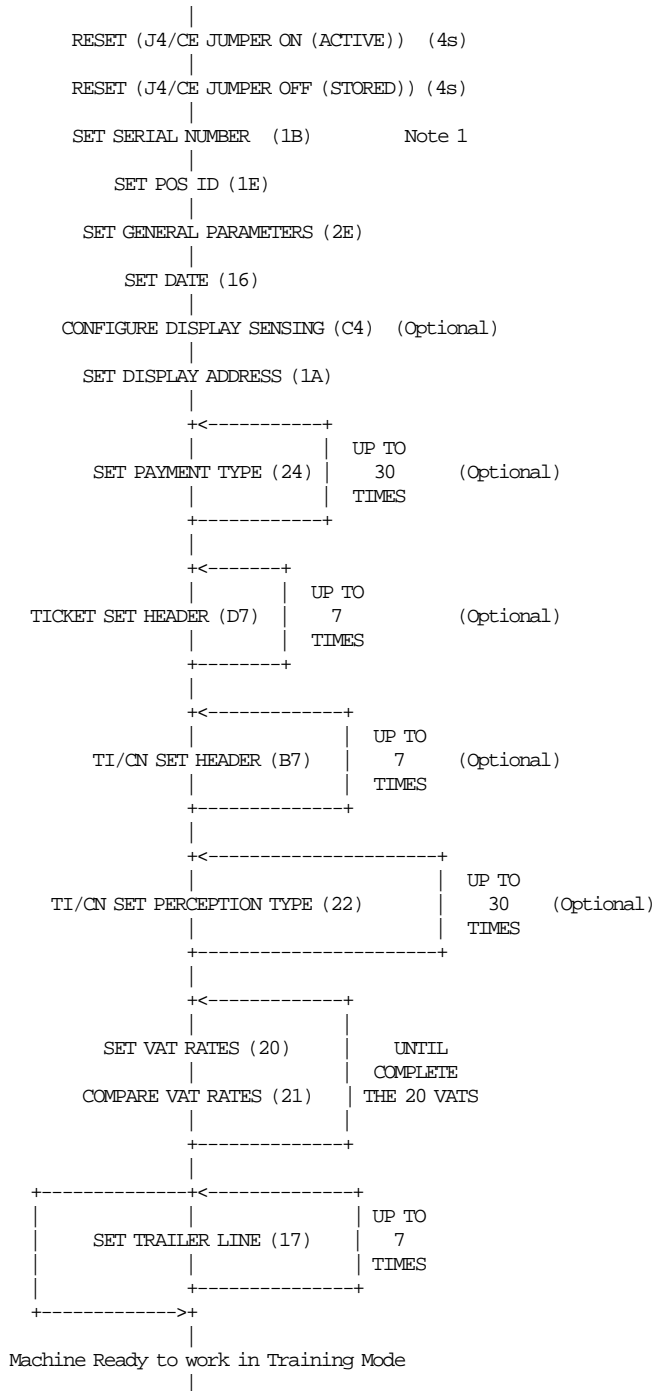 RESET (J4/CE JUMPER ON (ACTIVE)) (4s)
RESET (J4/CE JUMPER OFF (STORED)) (4s)
SET SERIAL NUMBER (1B) Note 1
SET POS ID (1E)
SET GENERAL PARAMETERS (2E)
SET DATE (16)
CONFIGURE DISPLAY SENSING (C4) (Optional)
SET DISPLAY ADDRESS (1A)
UP TO
SET PAYMENT TYPE (24) 30 (Optional)
TIMES
UP TO
TICKET SET HEADER (D7) 7 (Optional)
TIMES
UP TO
TI/CN SET HEADER (B7) 7 (Optional)
TIMES
UP TO
TI/CN SET PERCEPTION TYPE (22) 30 (Optional)
TIMES
SET VAT RATES (20) UNTIL
COMPLETE
COMPARE VAT RATES (21) THE 20 VATS
UP TO
SET TRAILER LINE (17) 7
TIMES
Machine Ready to work in Training Mode